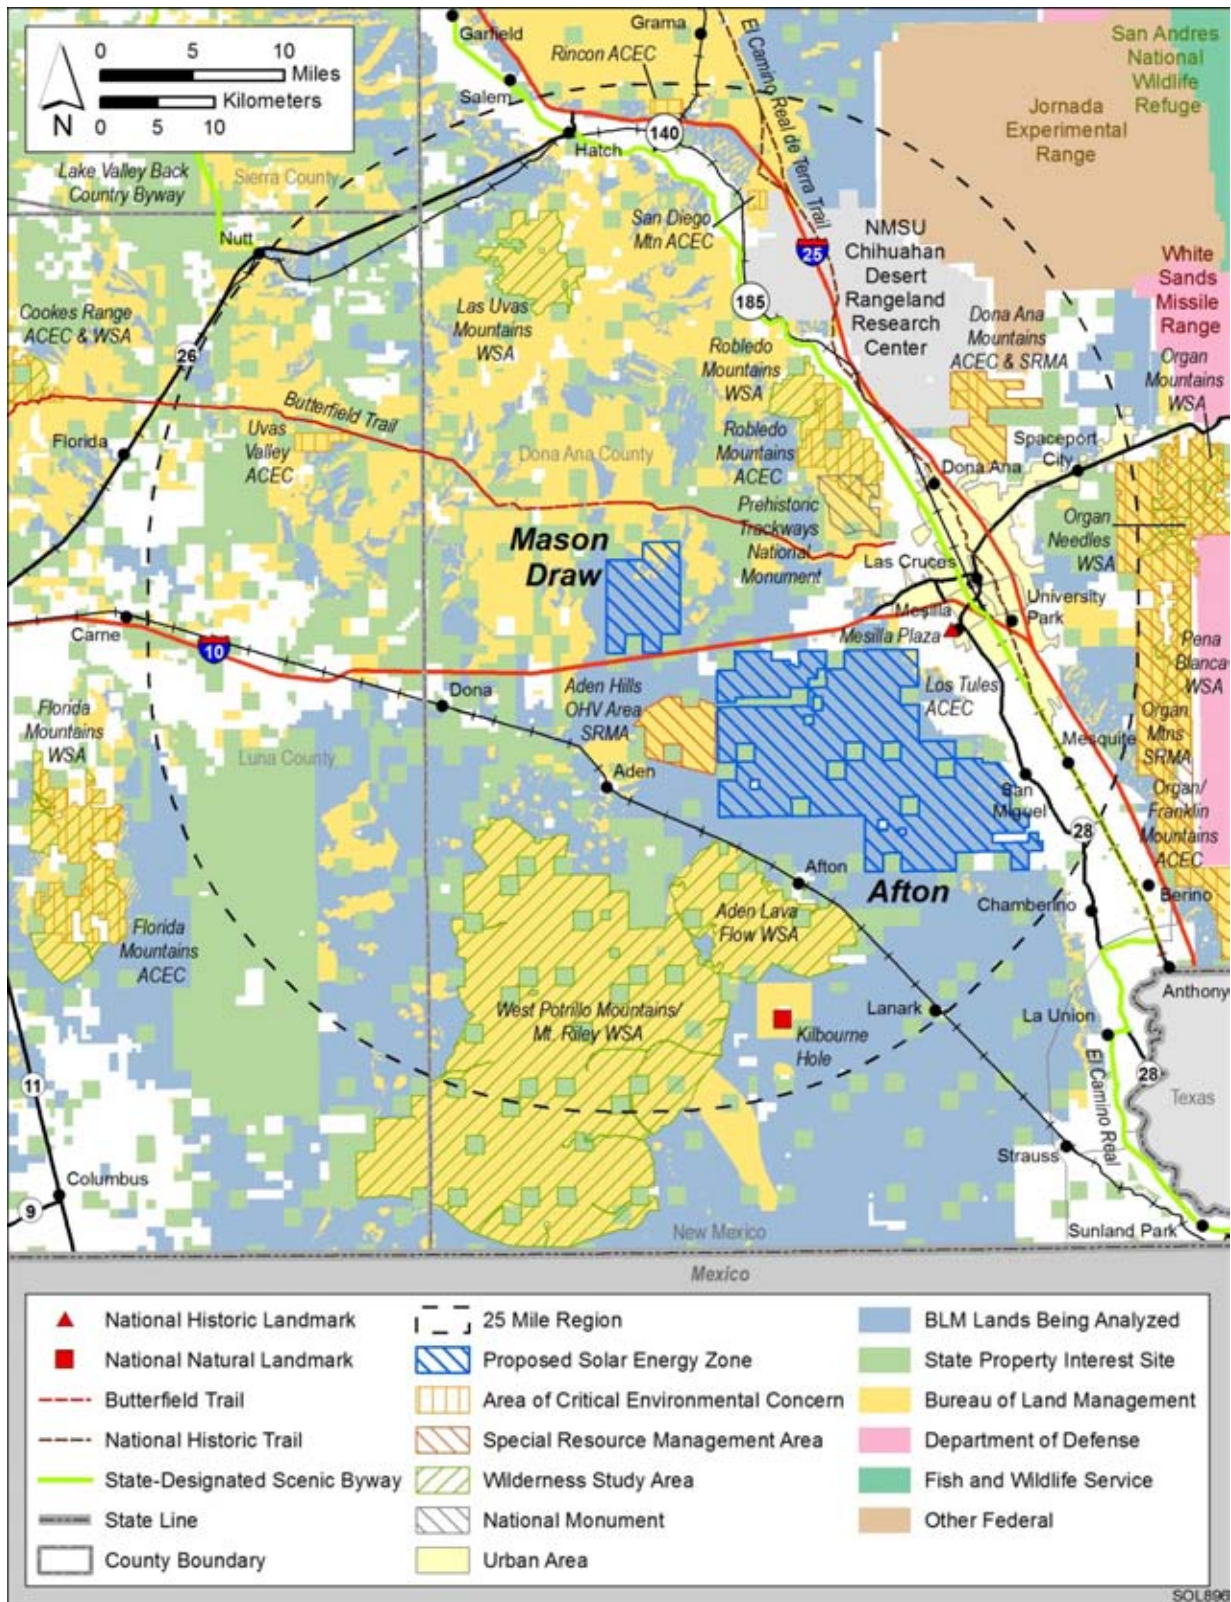 0 5 10
Miles
Kilometers
0 5 10
N
Garfield
Grama
Rincon ACEC
El Camino Real de Terra Trail
San Andres
National
Wildlife
Refuge
Jornada
Experimental
Range
Salem
140
Hatch
Lake Valley Back
Country Byway
Sierra County
Nutt
San Diego
Mtn ACEC
25
NMSU
Chihuahan
Desert
Rangeland
Research
Center
White
Sands
Missile
Range
Cookes Range
ACEC & WSA
Las Uvas
Mountains
WSA
185
Dona Ana
Mountains
ACEC & SRMA
Organ
Mountains
WSA
26
Robledo
Mountains
WSA
Butterfield Trail
Florida
Uvas
Valley
ACEC
Dona Ana County
Robledo
Mountains
ACEC
Spaceport
City
Dona Ana
Prehistoric
Trackways
National
Monument
Organ
Needles
WSA
Mason
Draw
Las Cruces
University
Park
Mesilla
Mesilla Plaza
Carne
10
Pena
Blanca
WSA
Dona
Aden Hills
OHV Area
SRMA
Los Tules
ACEC
Florida
Mountains
WSA
Luna County
Organ
Mtns
SRMA
Mesquite
Aden
San
Miguel
Organ/
Franklin
Mountains
ACEC
28
Afton
Afton
Berino
Chamberino
Aden Lava
Flow WSA
Florida
Mountains
ACEC
Anthony
West Potrillo Mountains/
Mt. Riley WSA
Lanark
La Union
Kilbourne
Hole
11
28
El Camino Real
Texas
Strauss
Columbus
9
New Mexico
Sunland Park
Mexico
National Historic Landmark
National Natural Landmark
Butterfield Trail
National Historic Trail
State-Designated Scenic Byway
State Line
County Boundary
25 Mile Region
Proposed Solar Energy Zone
Area of Critical Environmental Concern
Special Resource Management Area
Wilderness Study Area
National Monument
Urban Area
BLM Lands Being Analyzed
State Property Interest Site
Bureau of Land Management
Department of Defense
Fish and Wildlife Service
Other Federal
SOL896